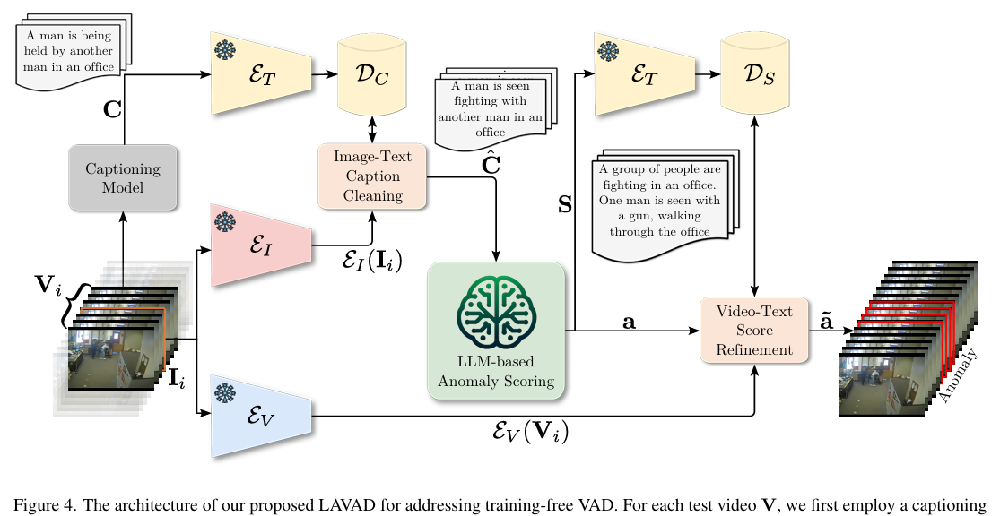 A man is being
held by another
man in an office
C
Captioning
Model
V_i
I_i
ℰ_T
𝒟_C
ℰ_I
ℰ_I(I_i)
Image-Text
Caption
Cleaning
A man is seen
fighting with
another man in an
office
Ĉ
LLM-based
Anomaly Scoring
ℰ_V
ℰ_V(V_i)
S
a
ℰ_T
𝒟_S
A group of people are
fighting in an office.
One man is seen with
a gun, walking
through the office
Video-Text
Score
Refinement
ã
Anomaly
Figure 4. The architecture of our proposed LAVAD for addressing training-free VAD. For each test video V, we first employ a captioning